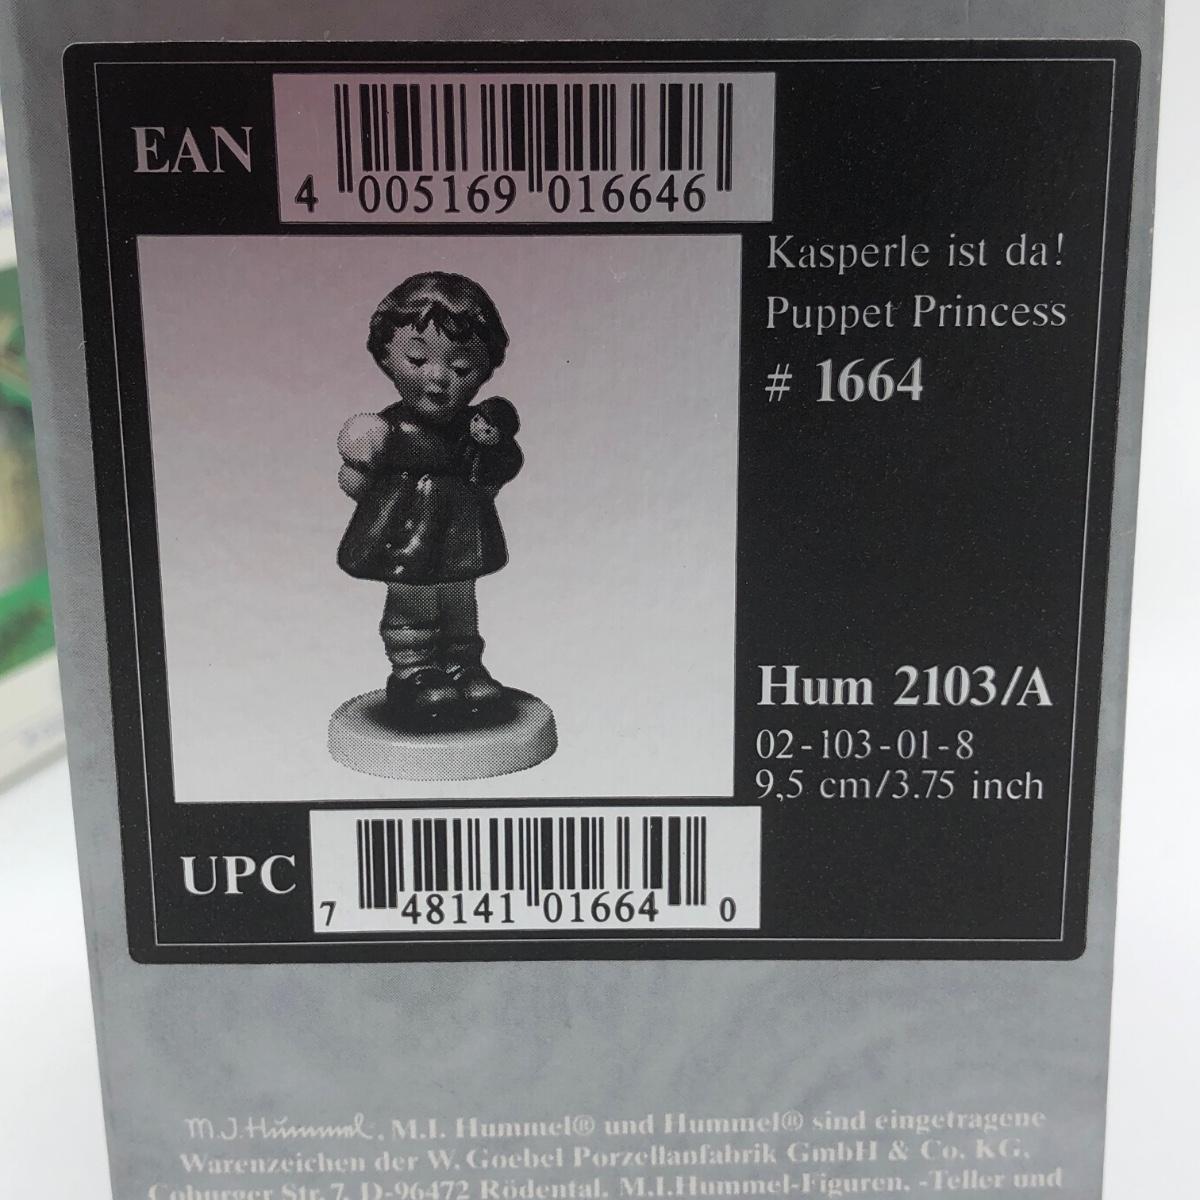 EAN
4 005169 016646
Kasperle ist da!
Puppet Princess
# 1664
Hum 2103/A
02-103-01-8
9,5 cm/3.75 inch
UPC
7 48141 01664 0
M.J.Hummel, M.I. Hummel® und Hummel® sind eingetragene
Warenzeichen der W. Goebel Porzellanfabrik GmbH & Co. KG,
Coburger Str. 7, D-96472 Rödental. M.I.Hummel-Figuren, -Teller und